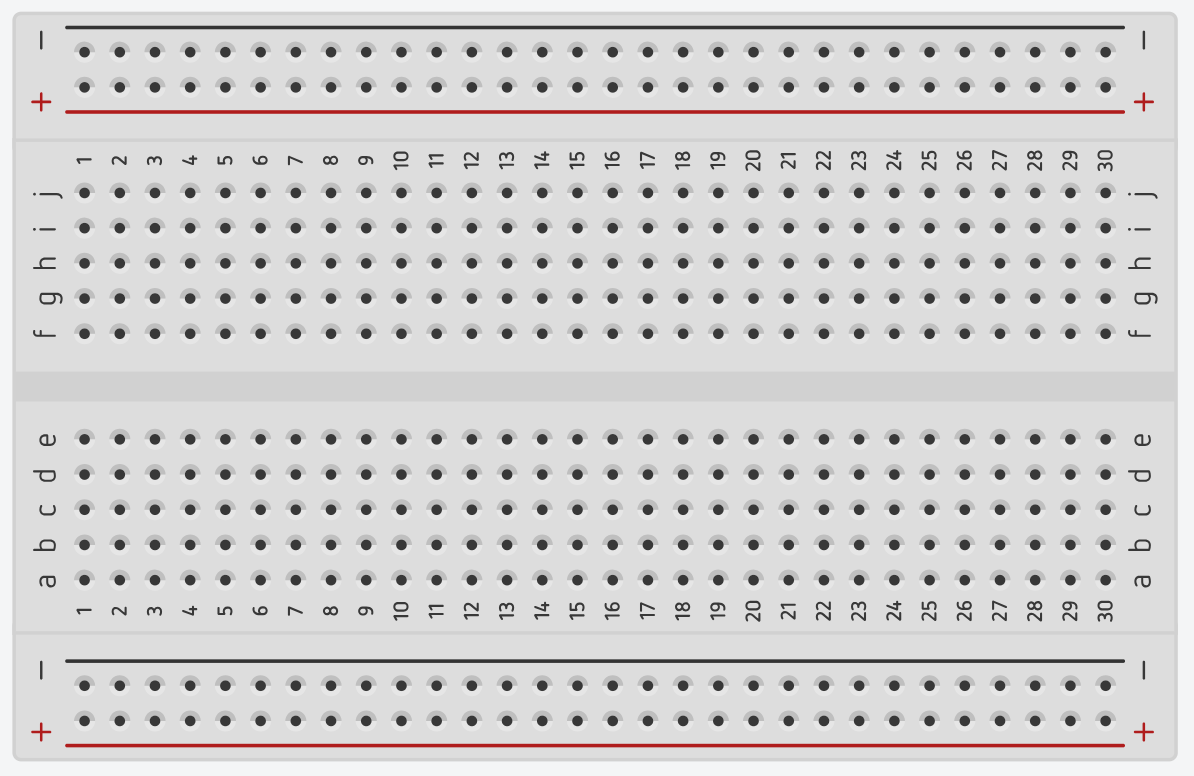 − −
+ +
1 2 3 4 5 6 7 8 9 10 11 12 13 14 15 16 17 18 19 20 21 22 23 24 25 26 27 28 29 30
j j
i i
h h
g g
f f
e e
d d
c c
b b
a a
1 2 3 4 5 6 7 8 9 10 11 12 13 14 15 16 17 18 19 20 21 22 23 24 25 26 27 28 29 30
− −
+ +